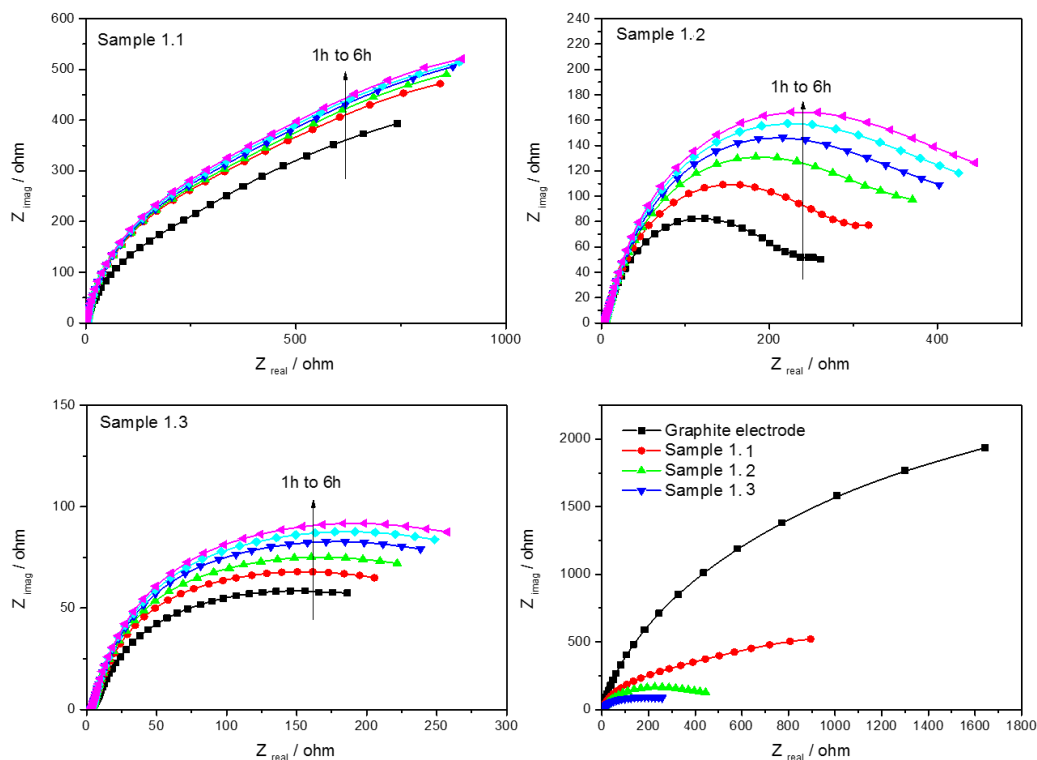 Sample 1.1
1h to 6h
600
500
400
300
200
100
0
0
500
1000
Z imag / ohm
Z real / ohm
Sample 1.2
1h to 6h
240
220
200
180
160
140
120
100
80
60
40
20
0
0
200
400
Z imag / ohm
Z real / ohm
Sample 1.3
1h to 6h
150
100
50
0
0
50
100
150
200
250
300
Z imag / ohm
Z real / ohm
Graphite electrode
Sample 1.1
Sample 1.2
Sample 1.3
2000
1500
1000
500
0
0
200
400
600
800
1000
1200
1400
1600
1800
Z imag / ohm
Z real / ohm